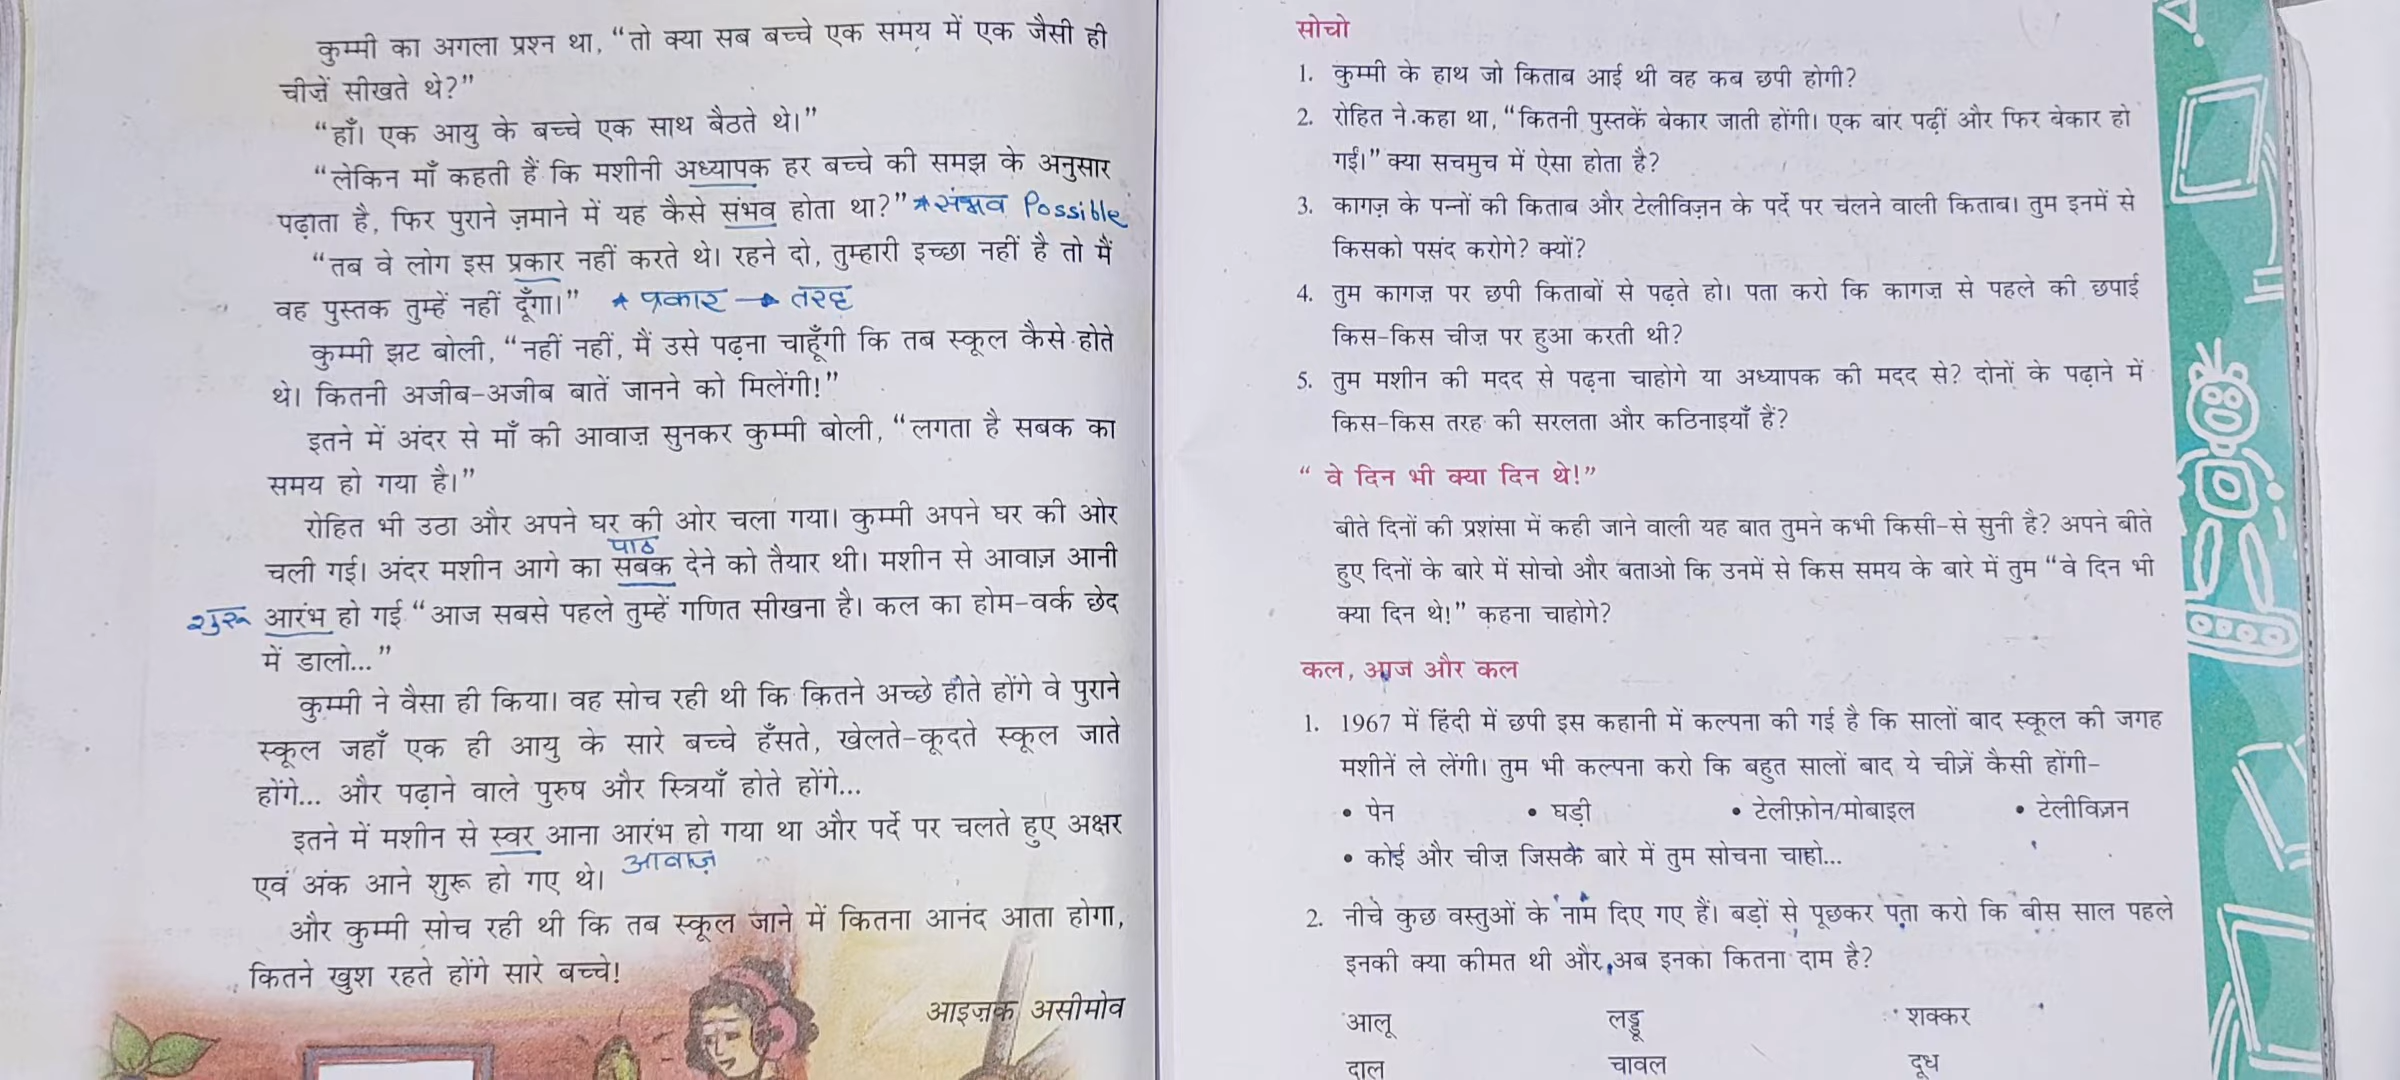 कुम्मी का अगला प्रश्न था, “तो क्या सब बच्चे एक समय में एक जैसी ही
चीज़ें सीखते थे?”
“हाँ। एक आयु के बच्चे एक साथ बैठते थे।”
“लेकिन माँ कहती हैं कि मशीनी अध्यापक हर बच्चे की समझ के अनुसार
पढ़ाता है, फिर पुराने ज़माने में यह कैसे संभव होता था?” *संभव Possible
“तब वे लोग इस प्रकार नहीं करते थे। रहने दो, तुम्हारी इच्छा नहीं है तो मैं
वह पुस्तक तुम्हें नहीं दूँगा।” * प्रकार → तरह
कुम्मी झट बोली, “नहीं नहीं, मैं उसे पढ़ना चाहूँगी कि तब स्कूल कैसे होते
थे। कितनी अजीब-अजीब बातें जानने को मिलेंगी!”
इतने में अंदर से माँ की आवाज़ सुनकर कुम्मी बोली, “लगता है सबक का
समय हो गया है।”
रोहित भी उठा और अपने घर की ओर चला गया। कुम्मी अपने घर की ओर
पाठ
चली गई। अंदर मशीन आगे का सबक देने को तैयार थी। मशीन से आवाज़ आनी
शुरू आरंभ हो गई “आज सबसे पहले तुम्हें गणित सीखना है। कल का होम-वर्क छेद
में डालो...”
कुम्मी ने वैसा ही किया। वह सोच रही थी कि कितने अच्छे होते होंगे वे पुराने
स्कूल जहाँ एक ही आयु के सारे बच्चे हँसते, खेलते-कूदते स्कूल जाते
होंगे... और पढ़ाने वाले पुरुष और स्त्रियाँ होते होंगे...
इतने में मशीन से स्वर आना आरंभ हो गया था और पर्दे पर चलते हुए अक्षर
आवाज़
एवं अंक आने शुरू हो गए थे।
और कुम्मी सोच रही थी कि तब स्कूल जाने में कितना आनंद आता होगा,
कितने खुश रहते होंगे सारे बच्चे!
आइज़क असीमोव
सोचो
1. कुम्मी के हाथ जो किताब आई थी वह कब छपी होगी?
2. रोहित ने कहा था, “कितनी पुस्तकें बेकार जाती होंगी। एक बार पढ़ीं और फिर बेकार हो
गईं।” क्या सचमुच में ऐसा होता है?
3. कागज़ के पन्नों की किताब और टेलीविज़न के पर्दे पर चलने वाली किताब। तुम इनमें से
किसको पसंद करोगे? क्यों?
4. तुम कागज़ पर छपी किताबों से पढ़ते हो। पता करो कि कागज़ से पहले की छपाई
किस-किस चीज़ पर हुआ करती थी?
5. तुम मशीन की मदद से पढ़ना चाहोगे या अध्यापक की मदद से? दोनों के पढ़ाने में
किस-किस तरह की सरलता और कठिनाइयाँ हैं?
“ वे दिन भी क्या दिन थे!”
बीते दिनों की प्रशंसा में कही जाने वाली यह बात तुमने कभी किसी-से सुनी है? अपने बीते
हुए दिनों के बारे में सोचो और बताओ कि उनमें से किस समय के बारे में तुम “वे दिन भी
क्या दिन थे!” कहना चाहोगे?
कल, आज और कल
1. 1967 में हिंदी में छपी इस कहानी में कल्पना की गई है कि सालों बाद स्कूल की जगह
मशीनें ले लेंगी। तुम भी कल्पना करो कि बहुत सालों बाद ये चीज़ें कैसी होंगी-
• पेन • घड़ी • टेलीफ़ोन/मोबाइल • टेलीविज़न
• कोई और चीज़ जिसके बारे में तुम सोचना चाहो...
2. नीचे कुछ वस्तुओं के नाम दिए गए हैं। बड़ों से पूछकर पता करो कि बीस साल पहले
इनकी क्या कीमत थी और अब इनका कितना दाम है?
आलू लड्डू शक्कर
दाल चावल दूध